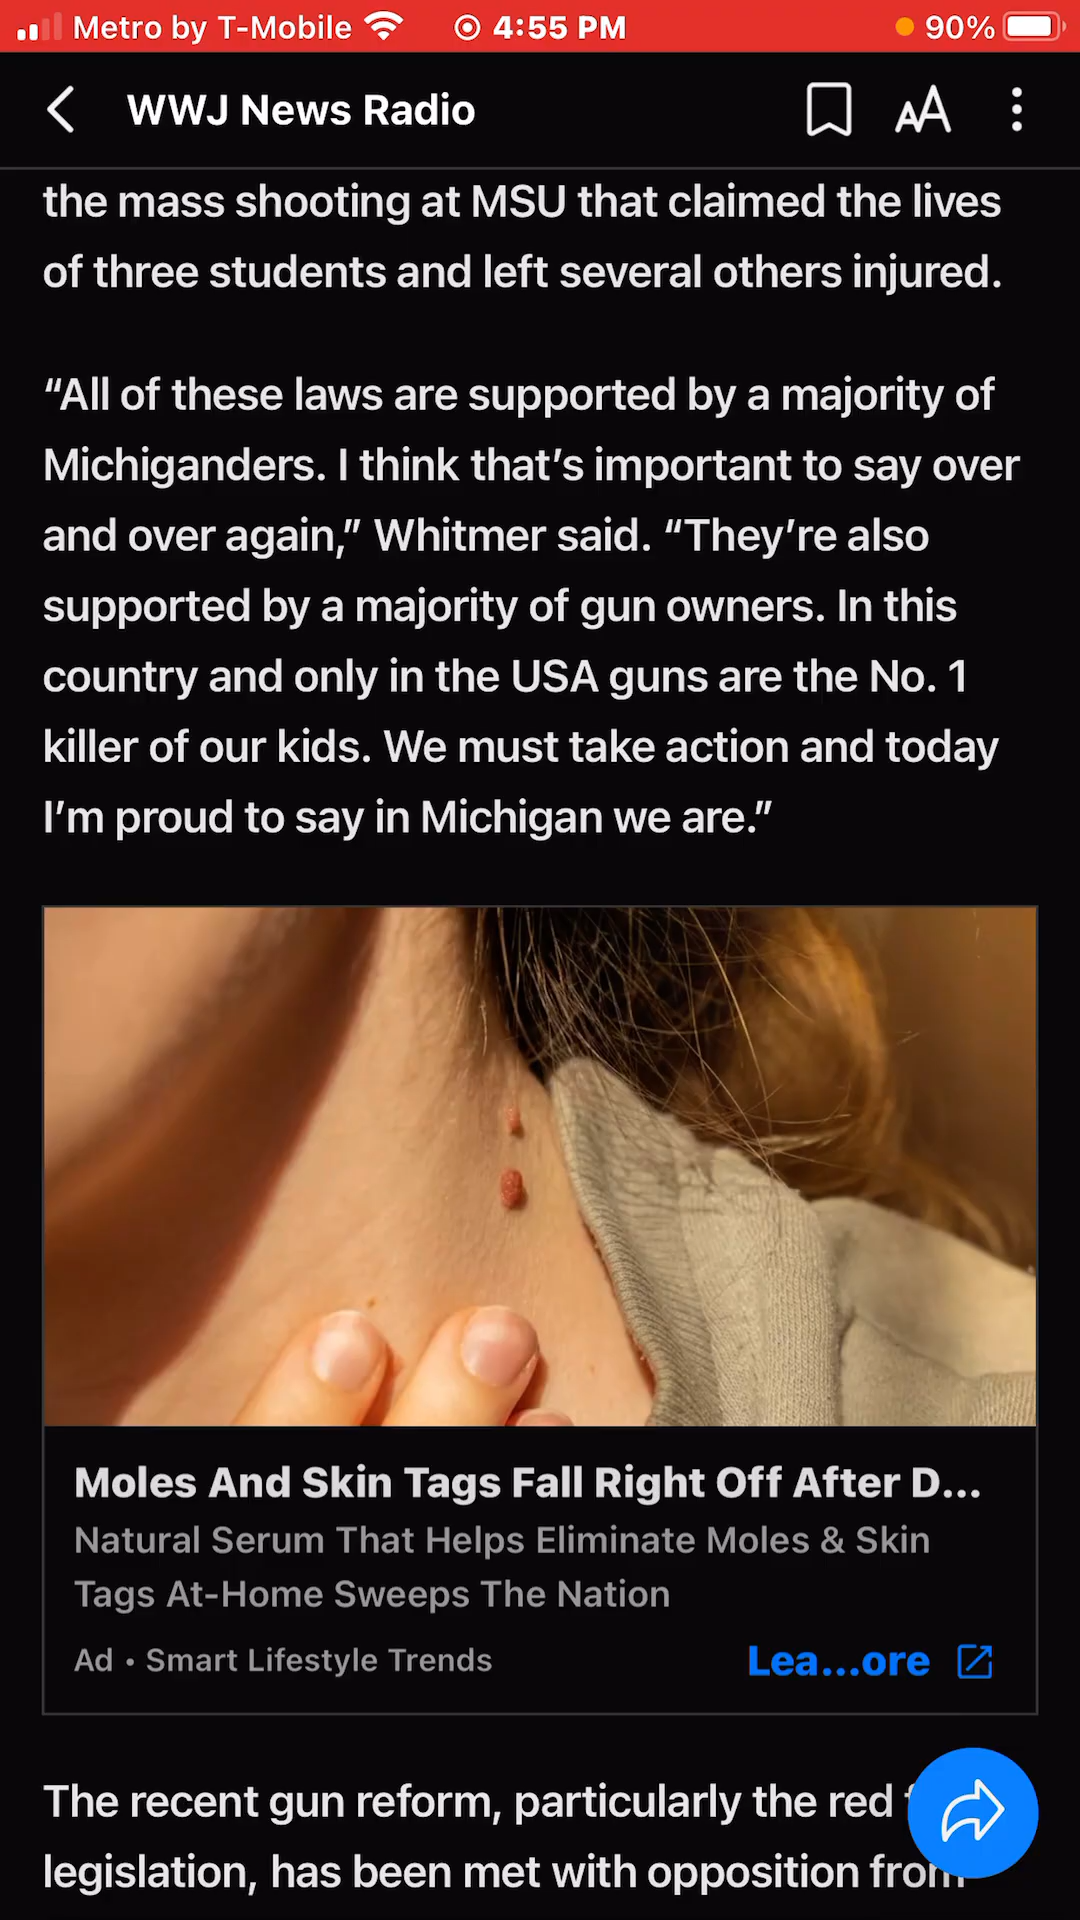 Metro by T-Mobile 4:55 PM 90%
WWJ News Radio AA
the mass shooting at MSU that claimed the lives
of three students and left several others injured.
“All of these laws are supported by a majority of
Michiganders. I think that’s important to say over
and over again,” Whitmer said. “They’re also
supported by a majority of gun owners. In this
country and only in the USA guns are the No. 1
killer of our kids. We must take action and today
I’m proud to say in Michigan we are.”
Moles And Skin Tags Fall Right Off After D...
Natural Serum That Helps Eliminate Moles & Skin
Tags At-Home Sweeps The Nation
Ad • Smart Lifestyle Trends Lea...ore
The recent gun reform, particularly the red
legislation, has been met with opposition from